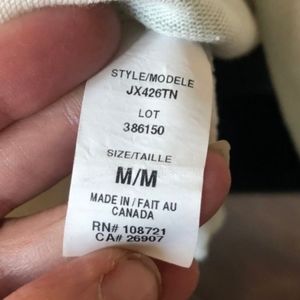 STYLE/MODELE
JX426TN
LOT
386150
SIZE/TAILLE
M/M
MADE IN / FAIT AU
CANADA
RN# 108721
CA# 26907